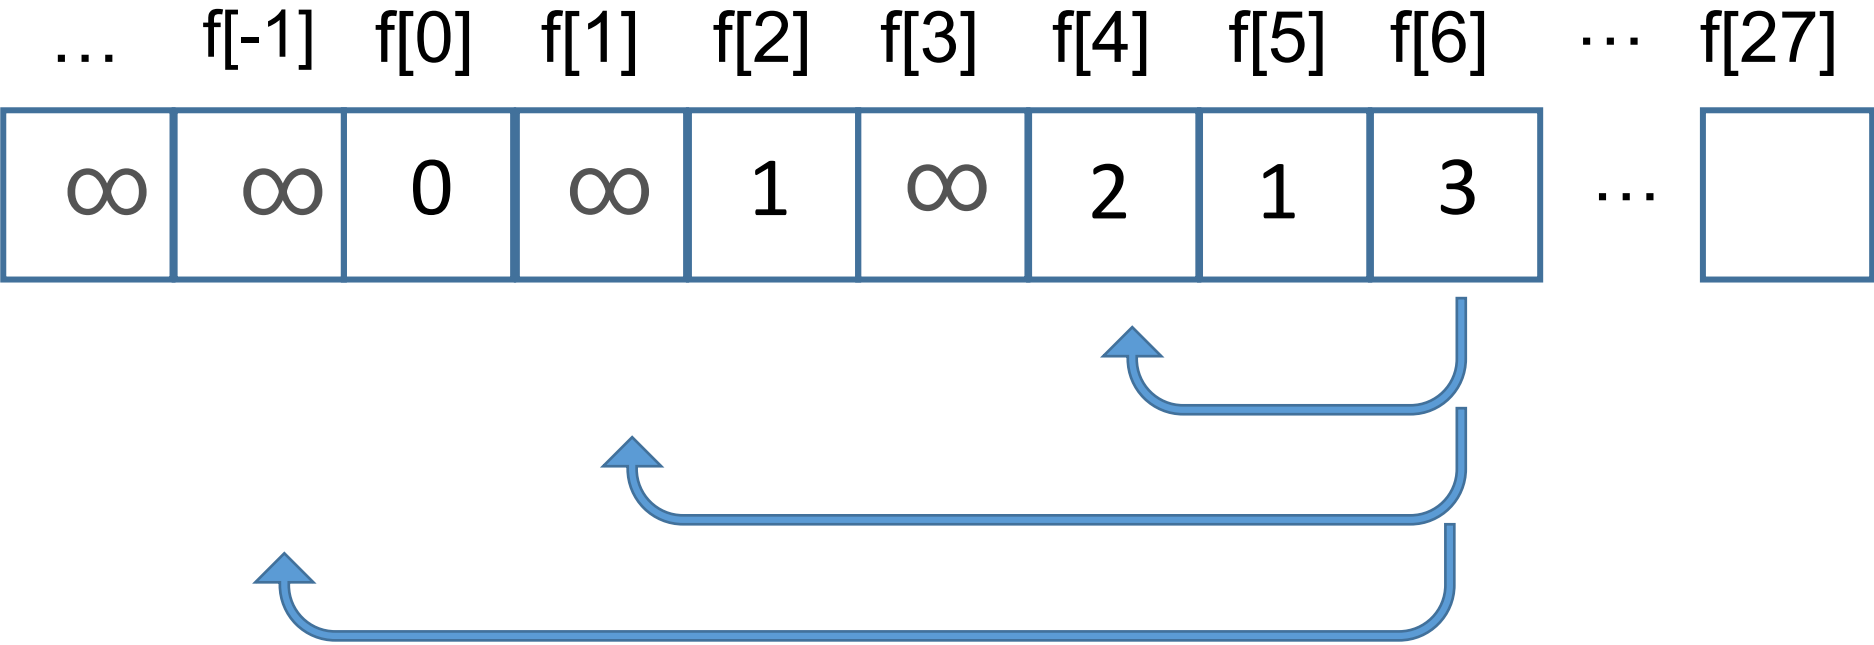 ... f[-1] f[0] f[1] f[2] f[3] f[4] f[5] f[6] ... f[27]
∞ ∞ 0 ∞ 1 ∞ 2 1 3 ...